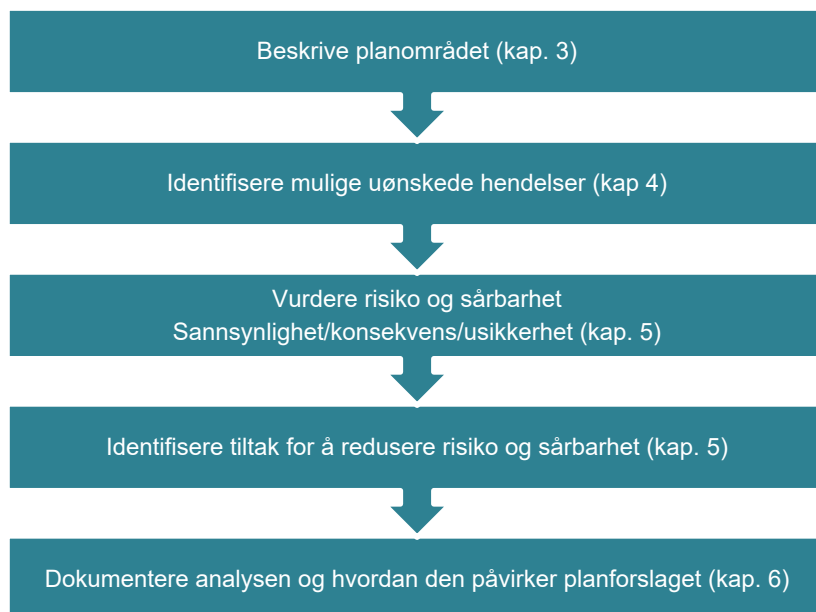 Beskrive planområdet (kap. 3)
Identifisere mulige uønskede hendelser (kap 4)
Vurdere risiko og sårbarhet
Sannsynlighet/konsekvens/usikkerhet (kap. 5)
Identifisere tiltak for å redusere risiko og sårbarhet (kap. 5)
Dokumentere analysen og hvordan den påvirker planforslaget (kap. 6)